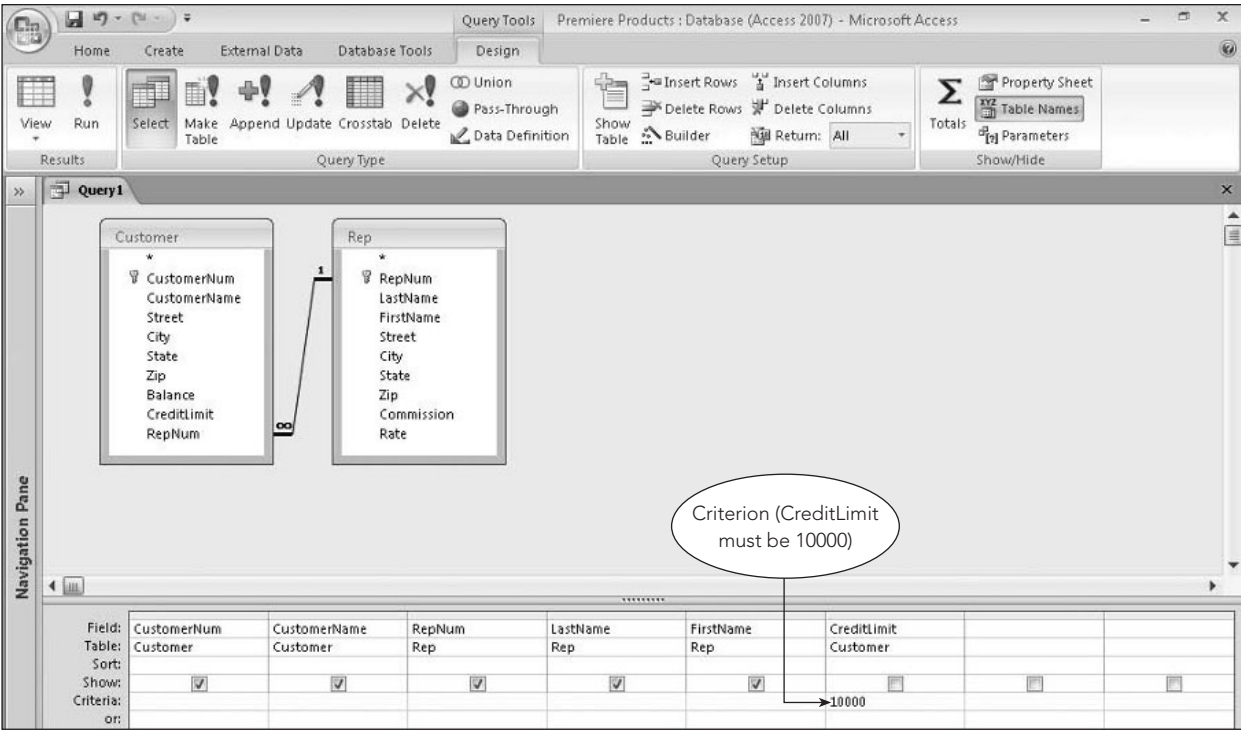 Query Tools Premiere Products : Database (Access 2007) - Microsoft Access
Home Create External Data Database Tools Design
View Run Select Make Table Append Update Crosstab Delete
Union
Pass-Through
Data Definition
Show Table
Insert Rows
Delete Rows
Builder
Insert Columns
Delete Columns
Return: All
Totals
Property Sheet
Table Names
Parameters
Results Query Type Query Setup Show/Hide
Query1
Navigation Pane
Customer
*
CustomerNum
CustomerName
Street
City
State
Zip
Balance
CreditLimit
RepNum
1
∞
Rep
*
RepNum
LastName
FirstName
Street
City
State
Zip
Commission
Rate
Criterion (CreditLimit
must be 10000)
Field: CustomerNum CustomerName RepNum LastName FirstName CreditLimit
Table: Customer Customer Rep Rep Rep Customer
Sort:
Show:
Criteria: 10000
or: